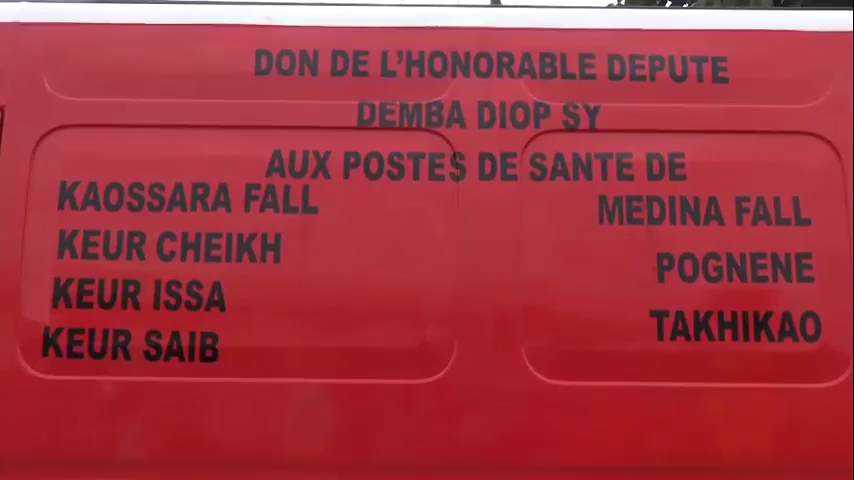 DON DE L'HONORABLE DEPUTE
DEMBA DIOP SY
AUX POSTES DE SANTE DE
KAOSSARA FALL
KEUR CHEIKH
KEUR ISSA
KEUR SAIB
MEDINA FALL
POGNENE
TAKHIKAO